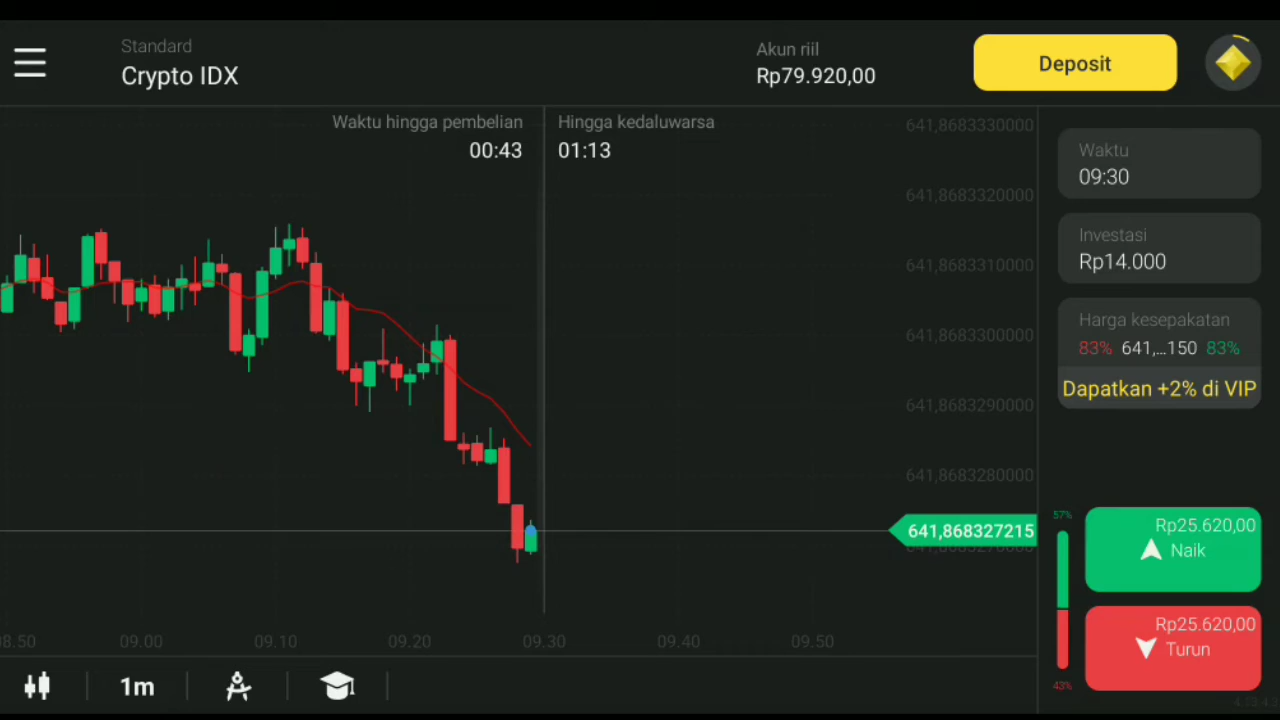 Standard
Crypto IDX
Akun riil
Rp79.920,00
Deposit
Waktu hingga pembelian
00:43
Hingga kedaluwarsa
01:13
641,8683330000
641,8683320000
641,8683310000
641,8683300000
641,8683290000
641,8683280000
641,868327215
Waktu
09:30
Investasi
Rp14.000
Harga kesepakatan
83% 641,...150 83%
Dapatkan +2% di VIP
57%
Rp25.620,00
Naik
Rp25.620,00
Turun
43%
09.00
09.10
09.20
09.30
09.40
09.50
1m